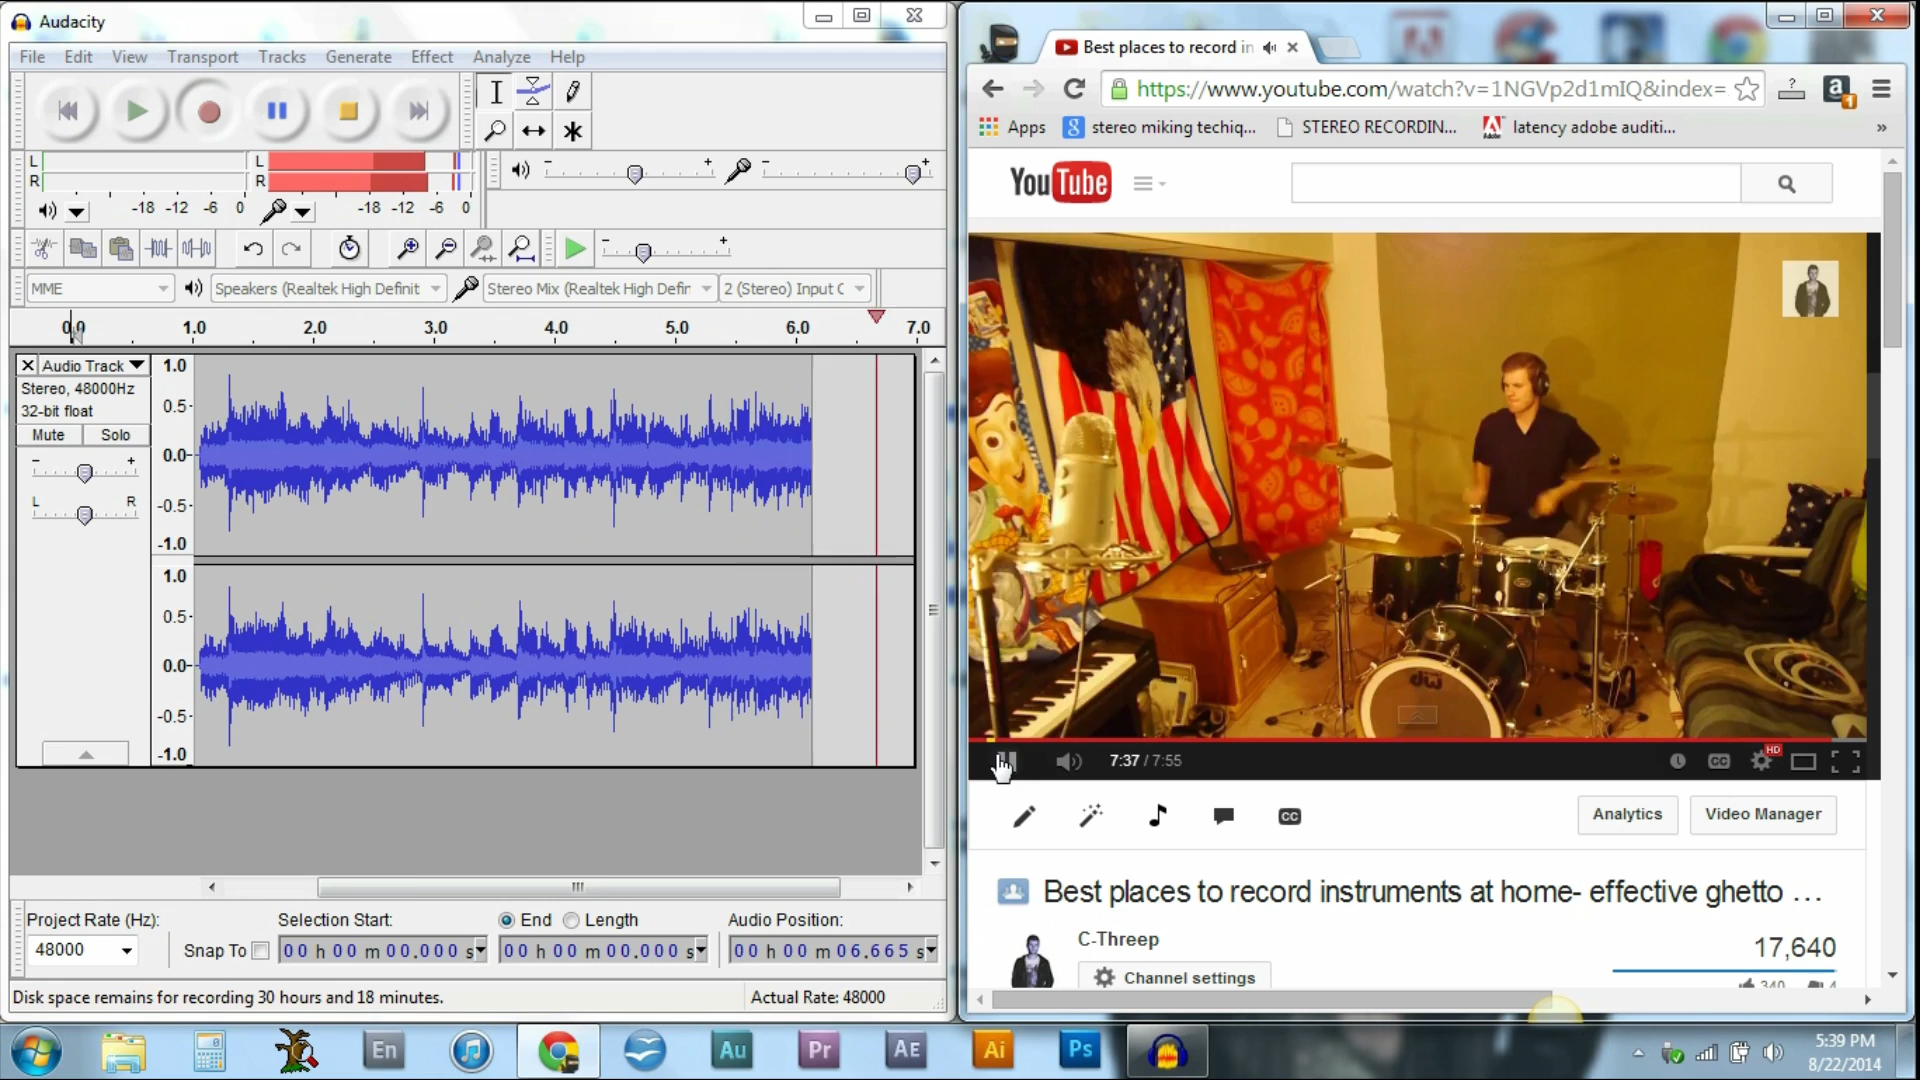 Audacity
File Edit View Transport Tracks Generate Effect Analyze Help
L
R
-18 -12 -6 0
L
R
-18 -12 -6 0
MME
Speakers (Realtek High Definit
Stereo Mix (Realtek High Defir
2 (Stereo) Input C
0.0 1.0 2.0 3.0 4.0 5.0 6.0 7.0
Audio Track
Stereo, 48000Hz
32-bit float
Mute Solo
- +
L R
1.0
0.5
0.0
-0.5
-1.0
1.0
0.5
0.0
-0.5
-1.0
Project Rate (Hz):
48000
Snap To
Selection Start:
00 h 00 m 00.000 s
End Length
00 h 00 m 00.000 s
Audio Position:
00 h 00 m 06.665 s
Disk space remains for recording 30 hours and 18 minutes.
Actual Rate: 48000
Best places to record in
https://www.youtube.com/watch?v=1NGVp2d1mIQ&index=
Apps
stereo miking techiq...
STEREO RECORDIN...
latency adobe auditi...
»
YouTube
dw
7:37 / 7:55
CC
HD
CC
Analytics
Video Manager
Best places to record instruments at home- effective ghetto ...
C-Threep
17,640
Channel settings
340 4
En
Au
Pr
AE
Ai
Ps
5:39 PM
8/22/2014